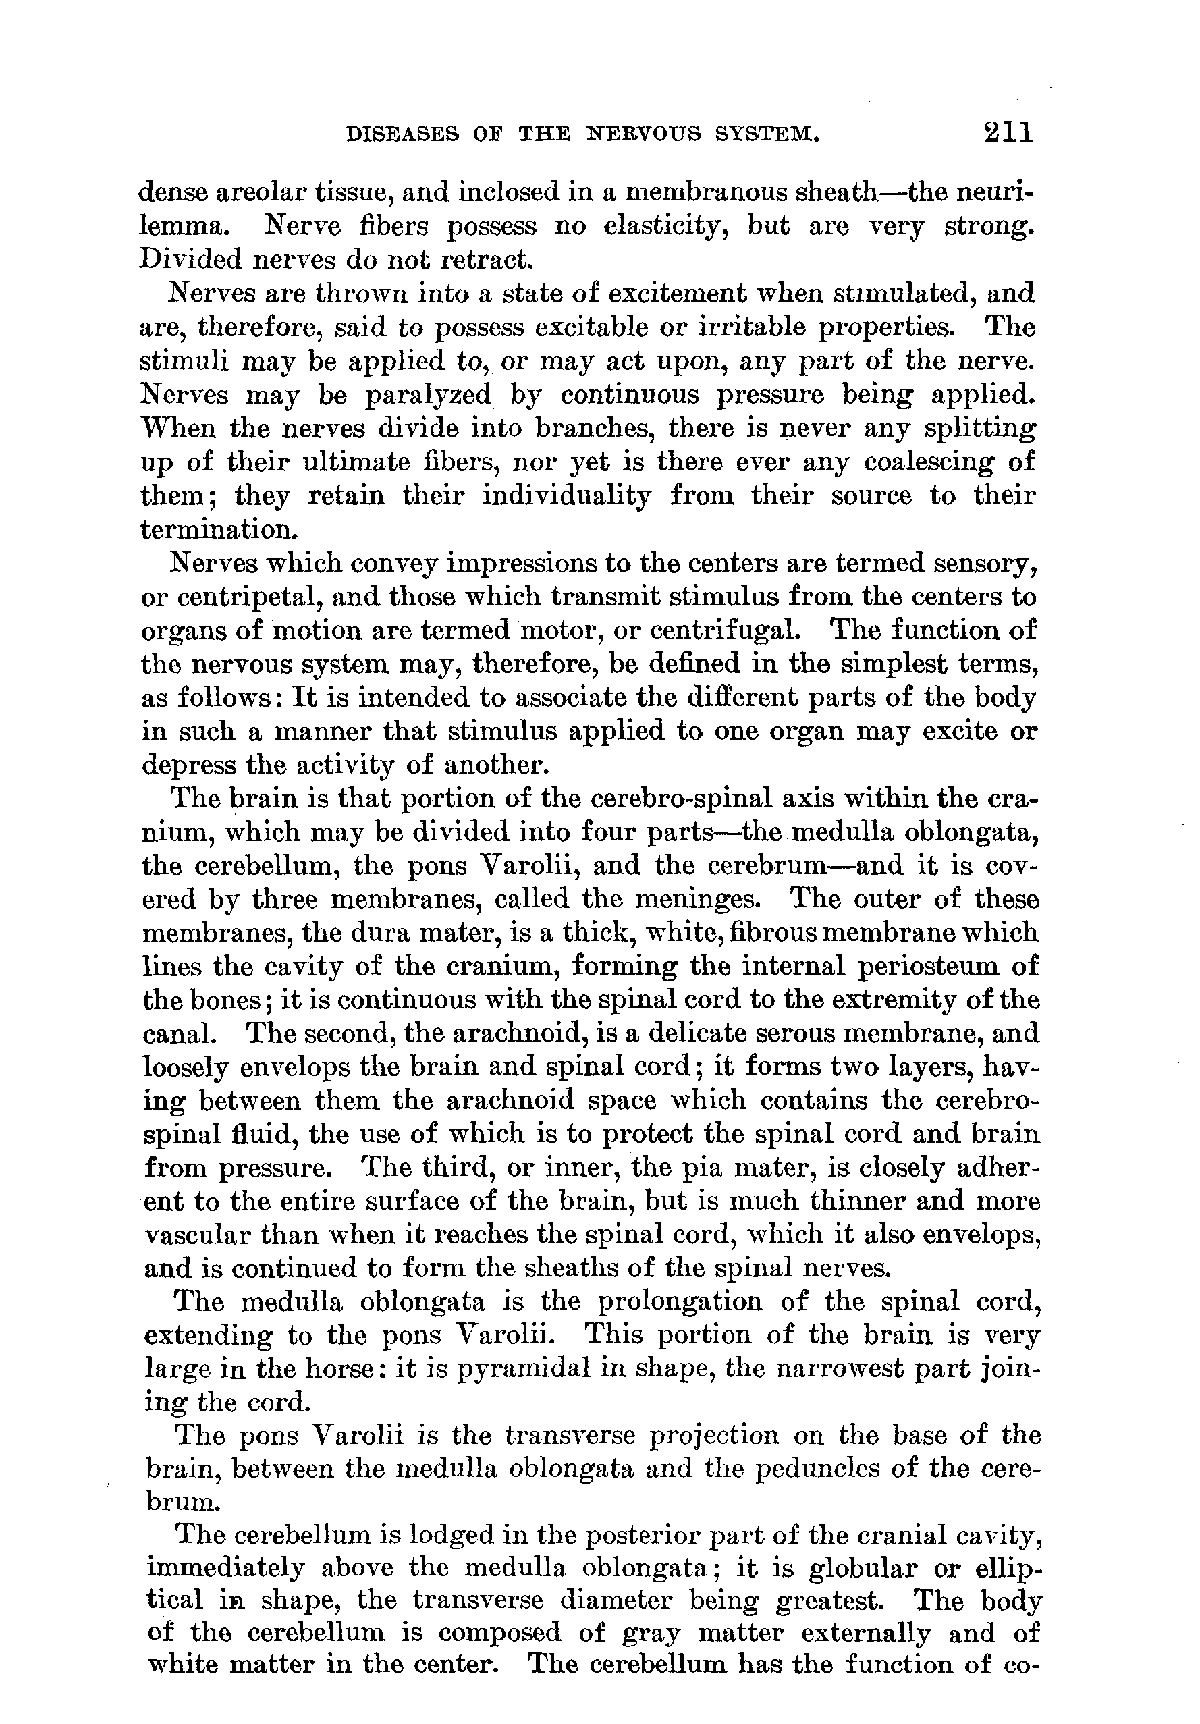 DISEASES OF THE NERVOUS SYSTEM. 211
dense areolar tissue, and inclosed in a membranous sheath—the neuri-
lemma. Nerve fibers possess no elasticity, but are very strong.
Divided nerves do not retract.
Nerves are thrown into a state of excitement when stimulated, and
are, therefore, said to possess excitable or irritable properties. The
stimuli may be applied to, or may act upon, any part of the nerve.
Nerves may be paralyzed by continuous pressure being applied.
When the nerves divide into branches, there is never any splitting
up of their ultimate fibers, nor yet is there ever any coalescing of
them; they retain their individuality from their source to their
termination.
Nerves which convey impressions to the centers are termed sensory,
or centripetal, and those which transmit stimulus from the centers to
organs of motion are termed motor, or centrifugal. The function of
the nervous system may, therefore, be defined in the simplest terms,
as follows: It is intended to associate the different parts of the body
in such a manner that stimulus applied to one organ may excite or
depress the activity of another.
The brain is that portion of the cerebro-spinal axis within the cra-
nium, which may be divided into four parts—the medulla oblongata,
the cerebellum, the pons Varolii, and the cerebrum—and it is cov-
ered by three membranes, called the meninges. The outer of these
membranes, the dura mater, is a thick, white, fibrous membrane which
lines the cavity of the cranium, forming the internal periosteum of
the bones; it is continuous with the spinal cord to the extremity of the
canal. The second, the arachnoid, is a delicate serous membrane, and
loosely envelops the brain and spinal cord; it forms two layers, hav-
ing between them the arachnoid space which contains the cerebro-
spinal fluid, the use of which is to protect the spinal cord and brain
from pressure. The third, or inner, the pia mater, is closely adher-
ent to the entire surface of the brain, but is much thinner and more
vascular than when it reaches the spinal cord, which it also envelops,
and is continued to form the sheaths of the spinal nerves.
The medulla oblongata is the prolongation of the spinal cord,
extending to the pons Varolii. This portion of the brain is very
large in the horse: it is pyramidal in shape, the narrowest part join-
ing the cord.
The pons Varolii is the transverse projection on the base of the
brain, between the medulla oblongata and the peduncles of the cere-
brum.
The cerebellum is lodged in the posterior part of the cranial cavity,
immediately above the medulla oblongata; it is globular or ellip-
tical in shape, the transverse diameter being greatest. The body
of the cerebellum is composed of gray matter externally and of
white matter in the center. The cerebellum has the function of co-